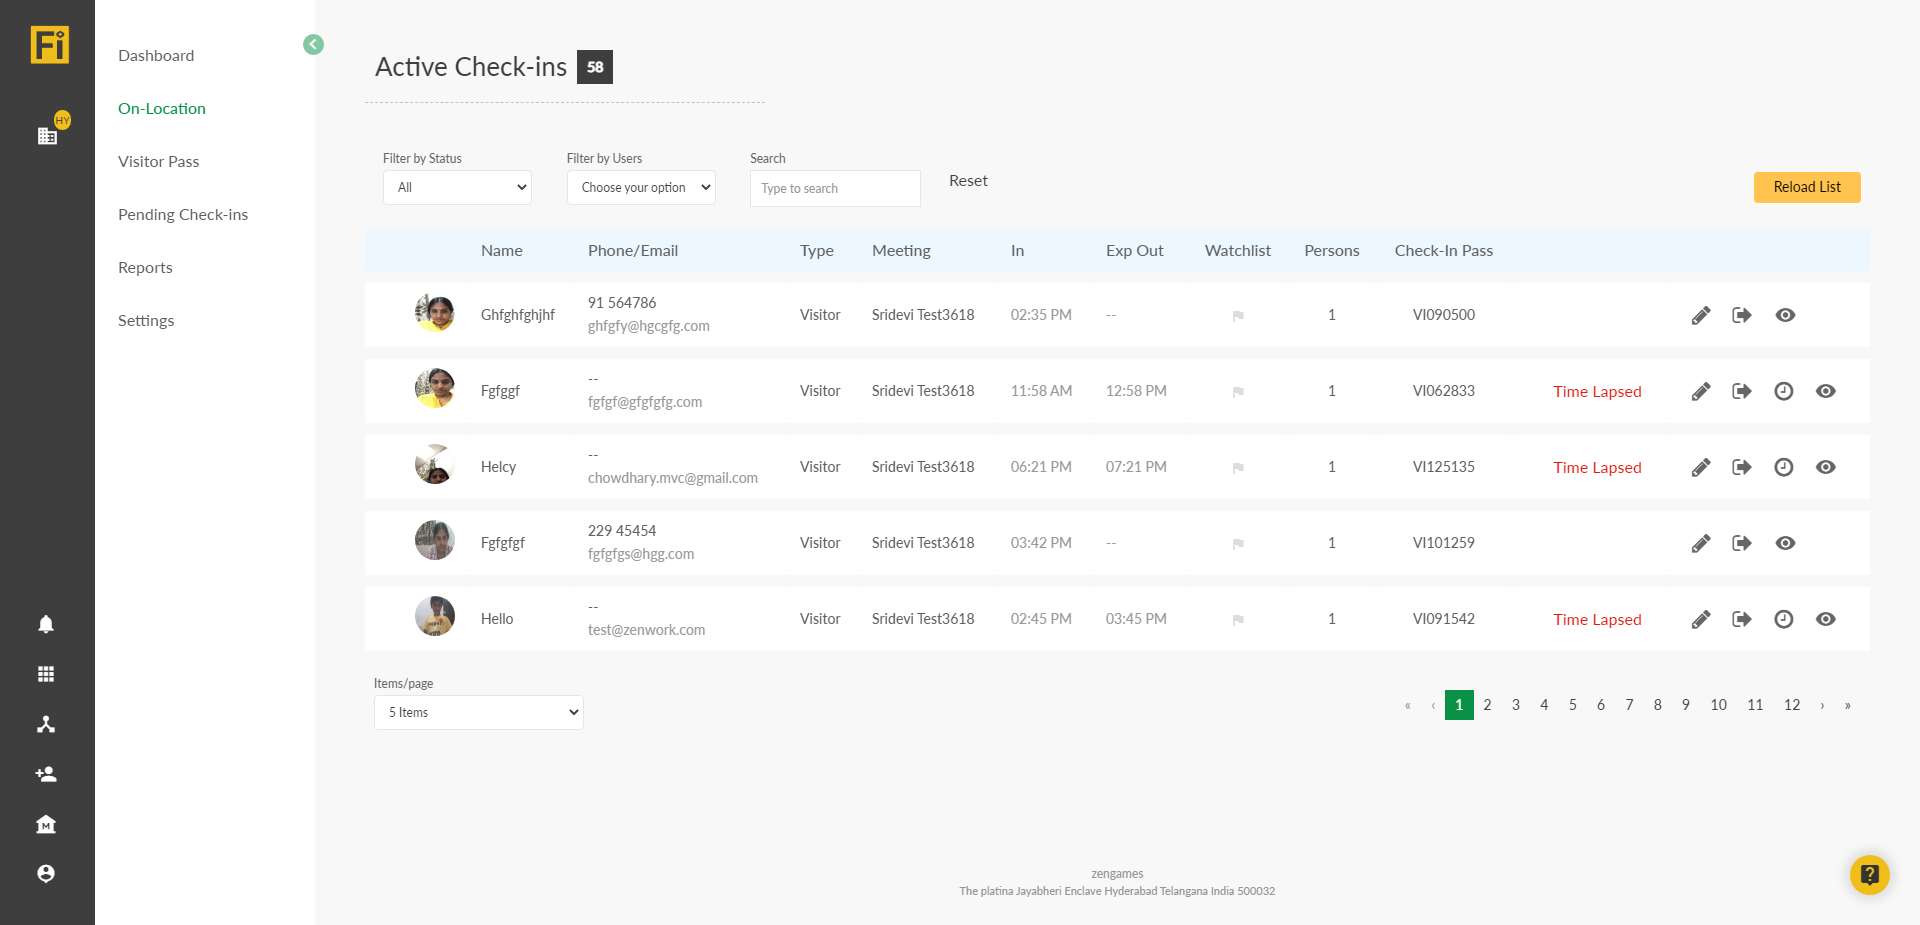 Fi
HY
Dashboard
On-Location
Visitor Pass
Pending Check-ins
Reports
Settings
Active Check-ins 58
Filter by Status
All
Filter by Users
Choose your option
Search
Type to search
Reset
Reload List
Name Phone/Email Type Meeting In Exp Out Watchlist Persons Check-In Pass
Ghfghfghjhf 91 564786 Visitor Sridevi Test3618 02:35 PM -- 1 VI090500
ghfgfy@hgcgfg.com
Fgfggf -- Visitor Sridevi Test3618 11:58 AM 12:58 PM 1 VI062833 Time Lapsed
fgfgf@gfgfgfg.com
Helcy -- Visitor Sridevi Test3618 06:21 PM 07:21 PM 1 VI125135 Time Lapsed
chowdhary.mvc@gmail.com
Fgfgfgf 229 45454 Visitor Sridevi Test3618 03:42 PM -- 1 VI101259
fgfgfgs@hgg.com
Hello -- Visitor Sridevi Test3618 02:45 PM 03:45 PM 1 VI091542 Time Lapsed
test@zenwork.com
Items/page
5 Items
« ‹ 1 2 3 4 5 6 7 8 9 10 11 12 › »
M
zengames
The platina Jayabheri Enclave Hyderabad Telangana India 500032
?